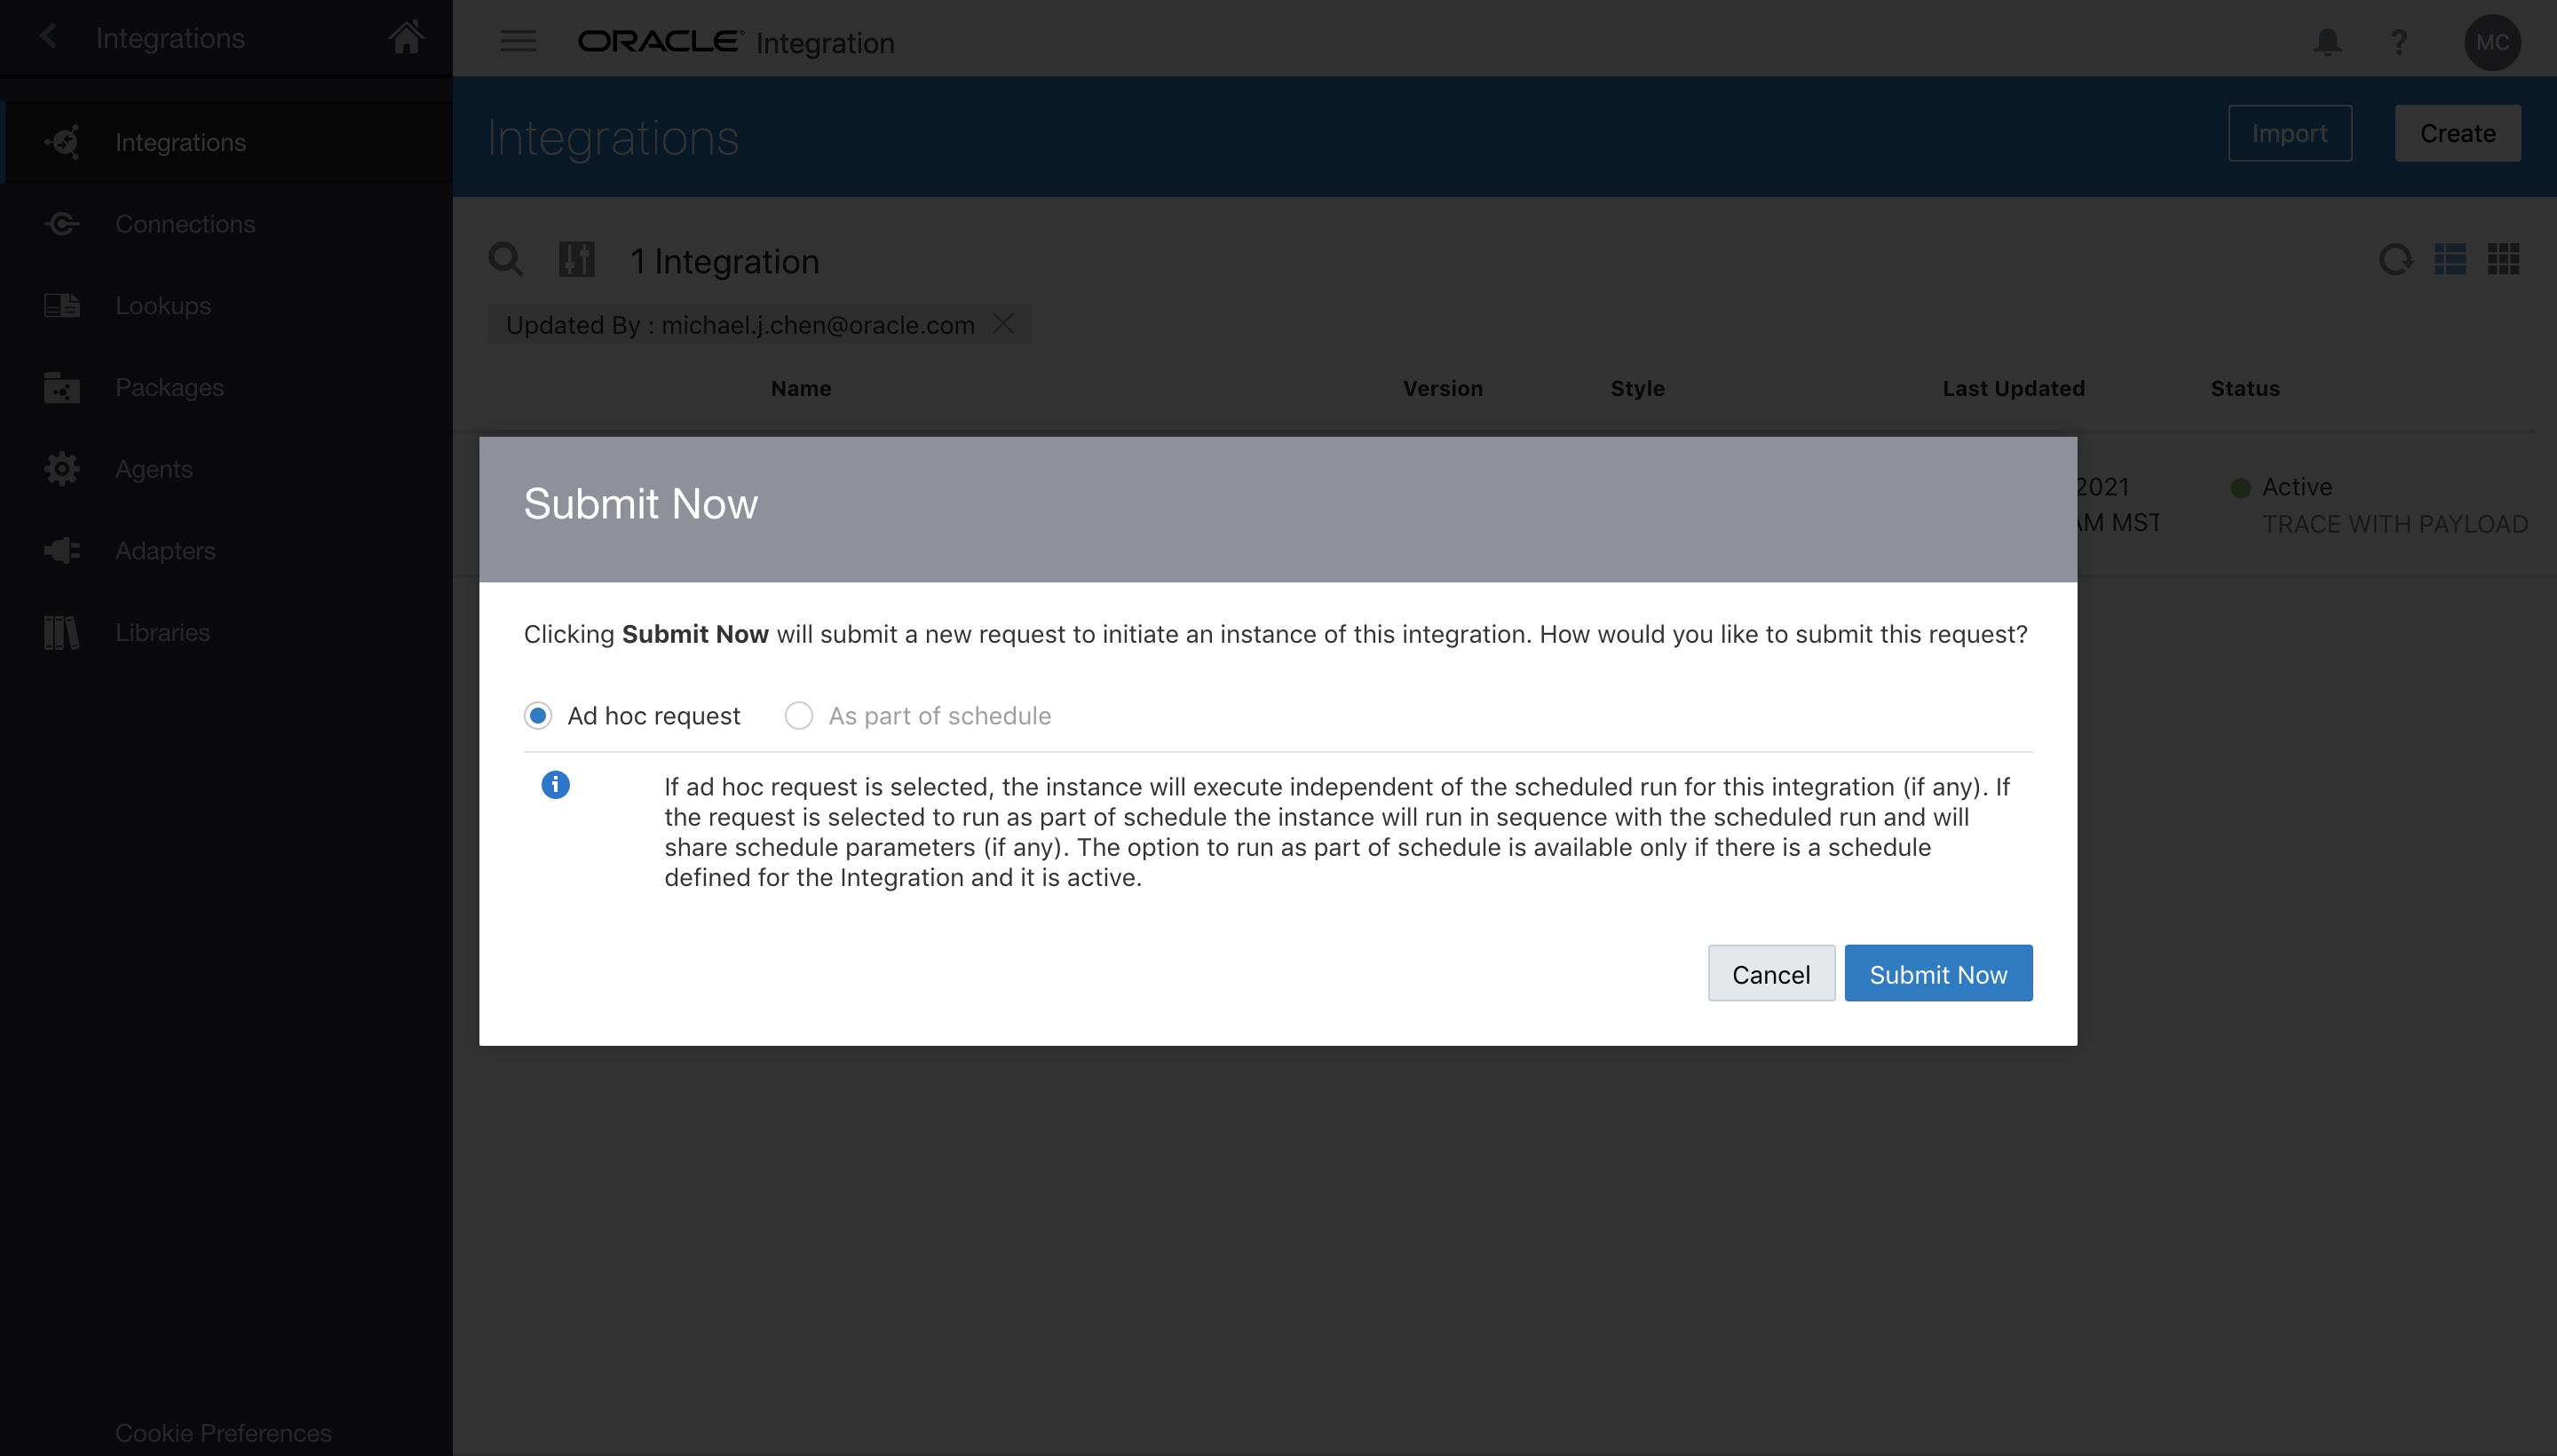 Integrations
ORACLE Integration
?
MC
Integrations
Connections
Lookups
Packages
Agents
Adapters
Libraries
Cookie Preferences
Integrations
Import
Create
1 Integration
Updated By : michael.j.chen@oracle.com
Name Version Style Last Updated Status
2021
AM MST
Active
TRACE WITH PAYLOAD
Submit Now
Clicking Submit Now will submit a new request to initiate an instance of this integration. How would you like to submit this request?
Ad hoc request As part of schedule
If ad hoc request is selected, the instance will execute independent of the scheduled run for this integration (if any). If
the request is selected to run as part of schedule the instance will run in sequence with the scheduled run and will
share schedule parameters (if any). The option to run as part of schedule is available only if there is a schedule
defined for the Integration and it is active.
Cancel Submit Now